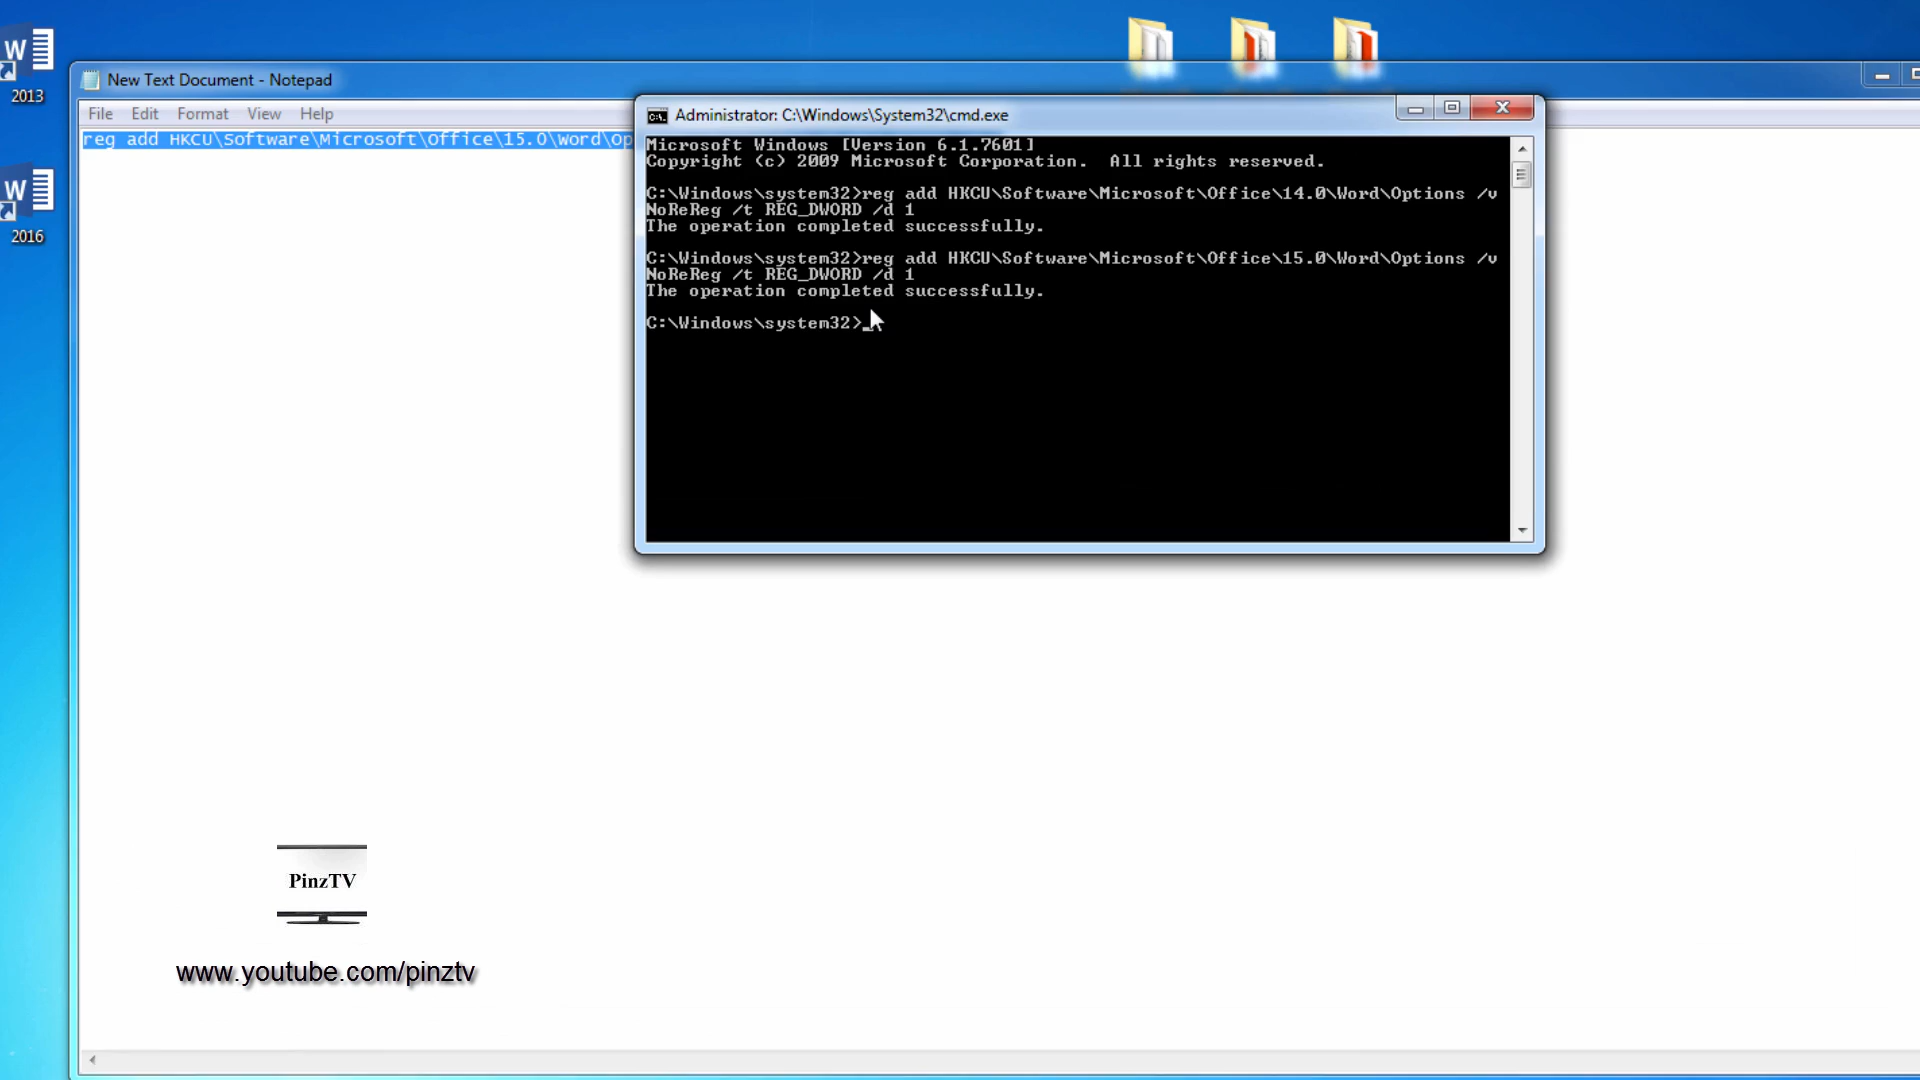 2013
2016
New Text Document - Notepad
File Edit Format View Help
reg add HKCU\Software\Microsoft\Office\15.0\Word\Op
Administrator: C:\Windows\System32\cmd.exe
Microsoft Windows [Version 6.1.7601]
Copyright (c) 2009 Microsoft Corporation.  All rights reserved.
C:\Windows\system32>reg add HKCU\Software\Microsoft\Office\14.0\Word\Options /v
NoReReg /t REG_DWORD /d 1
The operation completed successfully.
C:\Windows\system32>reg add HKCU\Software\Microsoft\Office\15.0\Word\Options /v
NoReReg /t REG_DWORD /d 1
The operation completed successfully.
C:\Windows\system32>_
PinzTV
www.youtube.com/pinztv